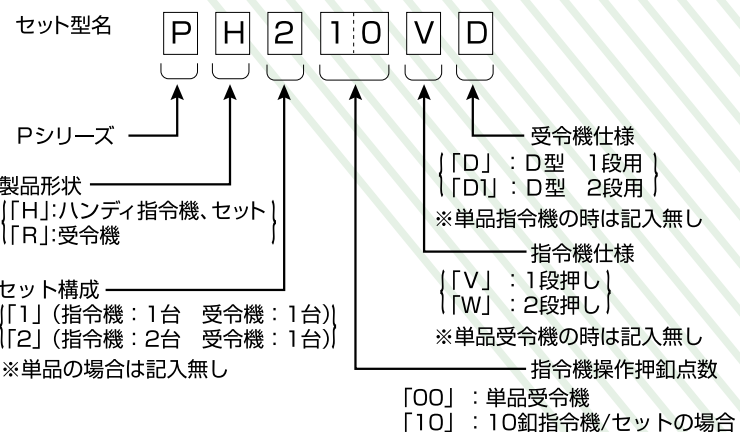 セット型名 P H 2 1 0 V D
Pシリーズ
製品形状
「H」:ハンディ指令機、セット
「R」:受令機
セット構成
「1」(指令機：1台　受令機：1台)
「2」(指令機：2台　受令機：1台)
※単品の場合は記入無し
受令機仕様
「D」：D型　1段用
「D1」：D型　2段用
※単品指令機の時は記入無し
指令機仕様
「V」：1段押し
「W」：2段押し
※単品受令機の時は記入無し
指令機操作押釦点数
「00」：単品受令機
「10」：10釦指令機/セットの場合